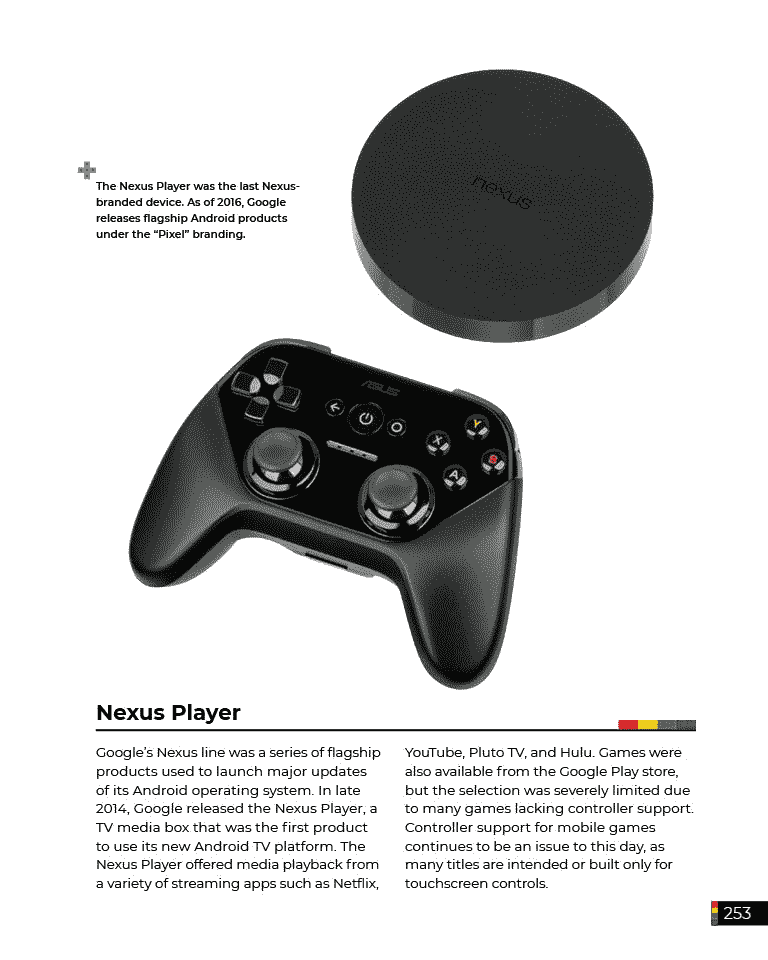 nexus
The Nexus Player was the last Nexus-
branded device. As of 2016, Google
releases flagship Android products
under the “Pixel” branding.
ASUS
Y
X
B
A
Nexus Player
Google’s Nexus line was a series of flagship
products used to launch major updates
of its Android operating system. In late
2014, Google released the Nexus Player, a
TV media box that was the first product
to use its new Android TV platform. The
Nexus Player offered media playback from
a variety of streaming apps such as Netflix,
YouTube, Pluto TV, and Hulu. Games were
also available from the Google Play store,
but the selection was severely limited due
to many games lacking controller support.
Controller support for mobile games
continues to be an issue to this day, as
many titles are intended or built only for
touchscreen controls.
253